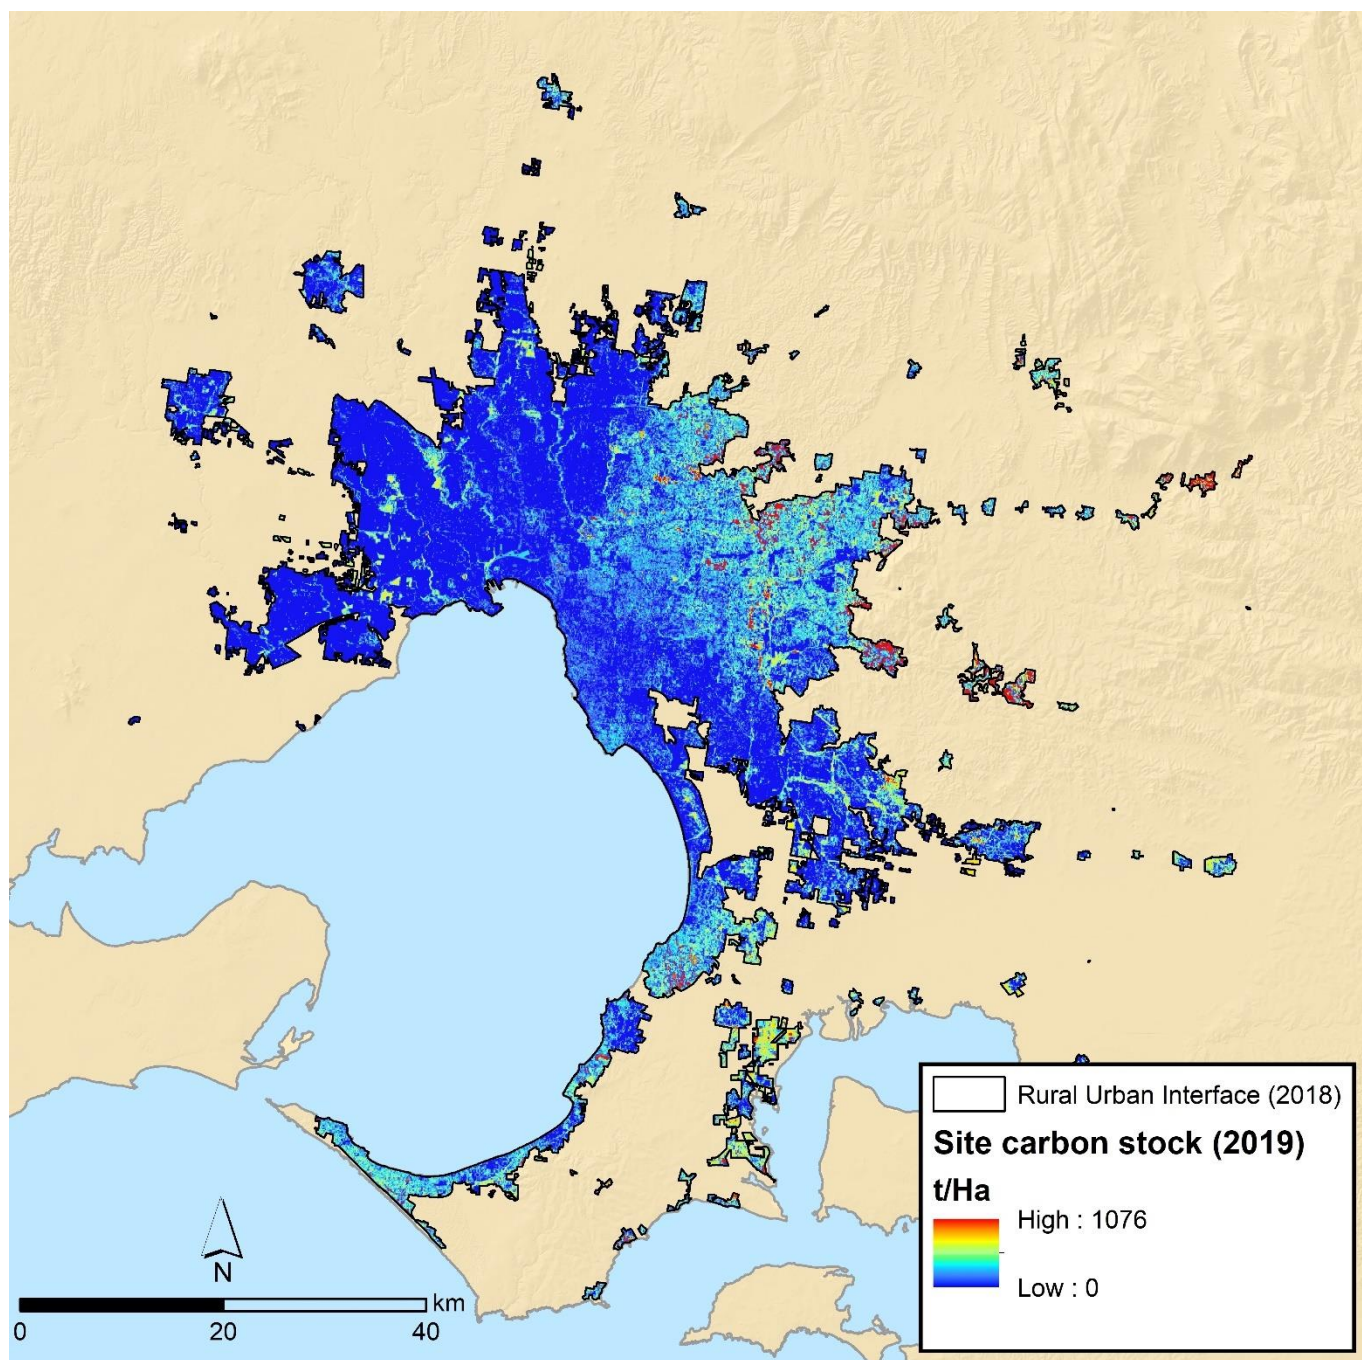 Rural Urban Interface (2018)
Site carbon stock (2019)
t/Ha
High : 1076
Low : 0
N
km
0 20 40